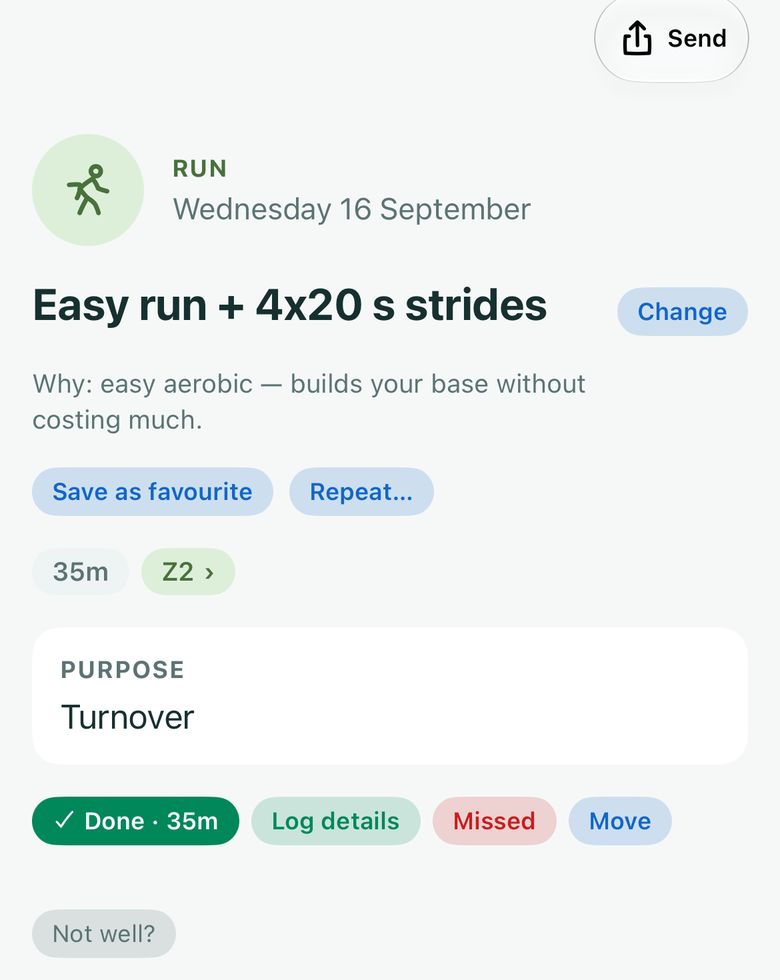 Send
RUN
Wednesday 16 September
Easy run + 4x20 s strides
Change
Why: easy aerobic — builds your base without
costing much.
Save as favourite
Repeat...
35m
Z2 ›
PURPOSE
Turnover
✓ Done · 35m
Log details
Missed
Move
Not well?